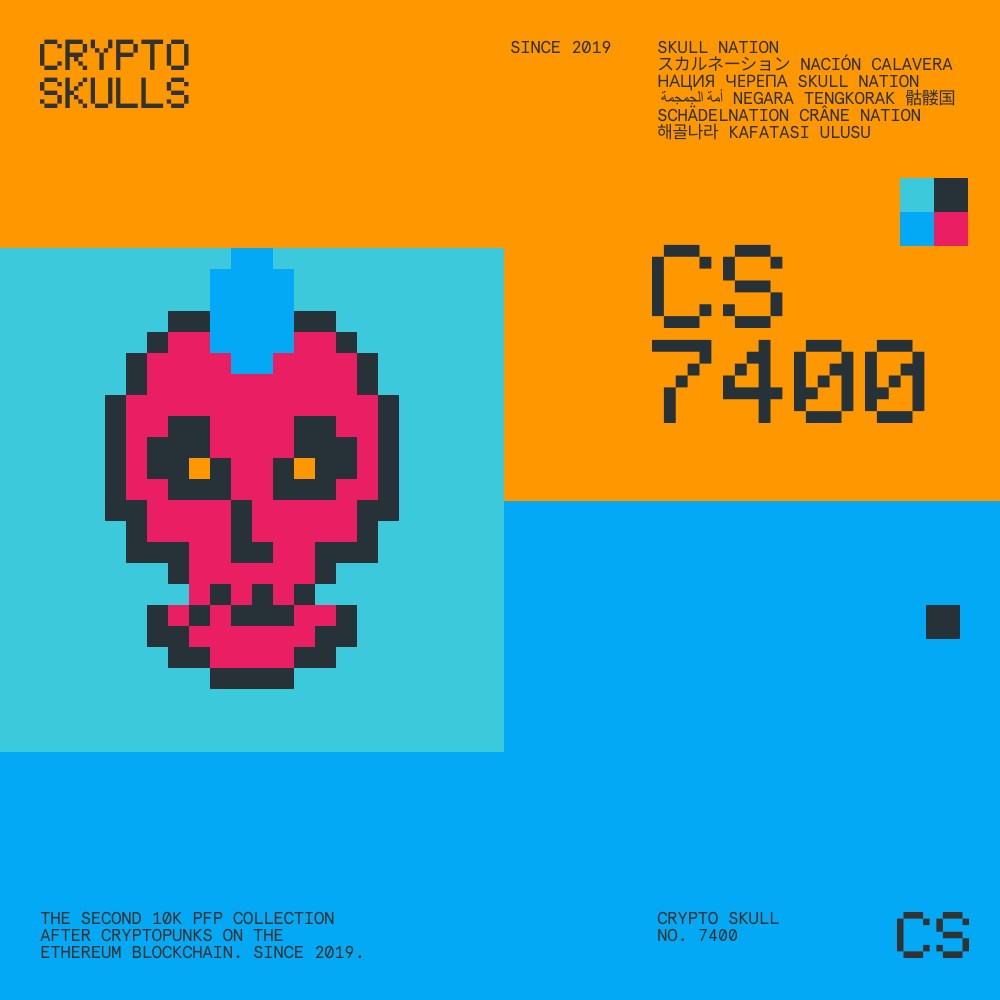 CRYPTO
SKULLS
SINCE 2019
SKULL NATION
スカルネーション NACIÓN CALAVERA
НАЦИЯ ЧЕРЕПА SKULL NATION
أمة الجمجمة NEGARA TENGKORAK 骷髅国
SCHÄDELNATION CRÂNE NATION
해골나라 KAFATASI ULUSU
CS
7400
THE SECOND 10K PFP COLLECTION
AFTER CRYPTOPUNKS ON THE
ETHEREUM BLOCKCHAIN. SINCE 2019.
CRYPTO SKULL
NO. 7400
CS